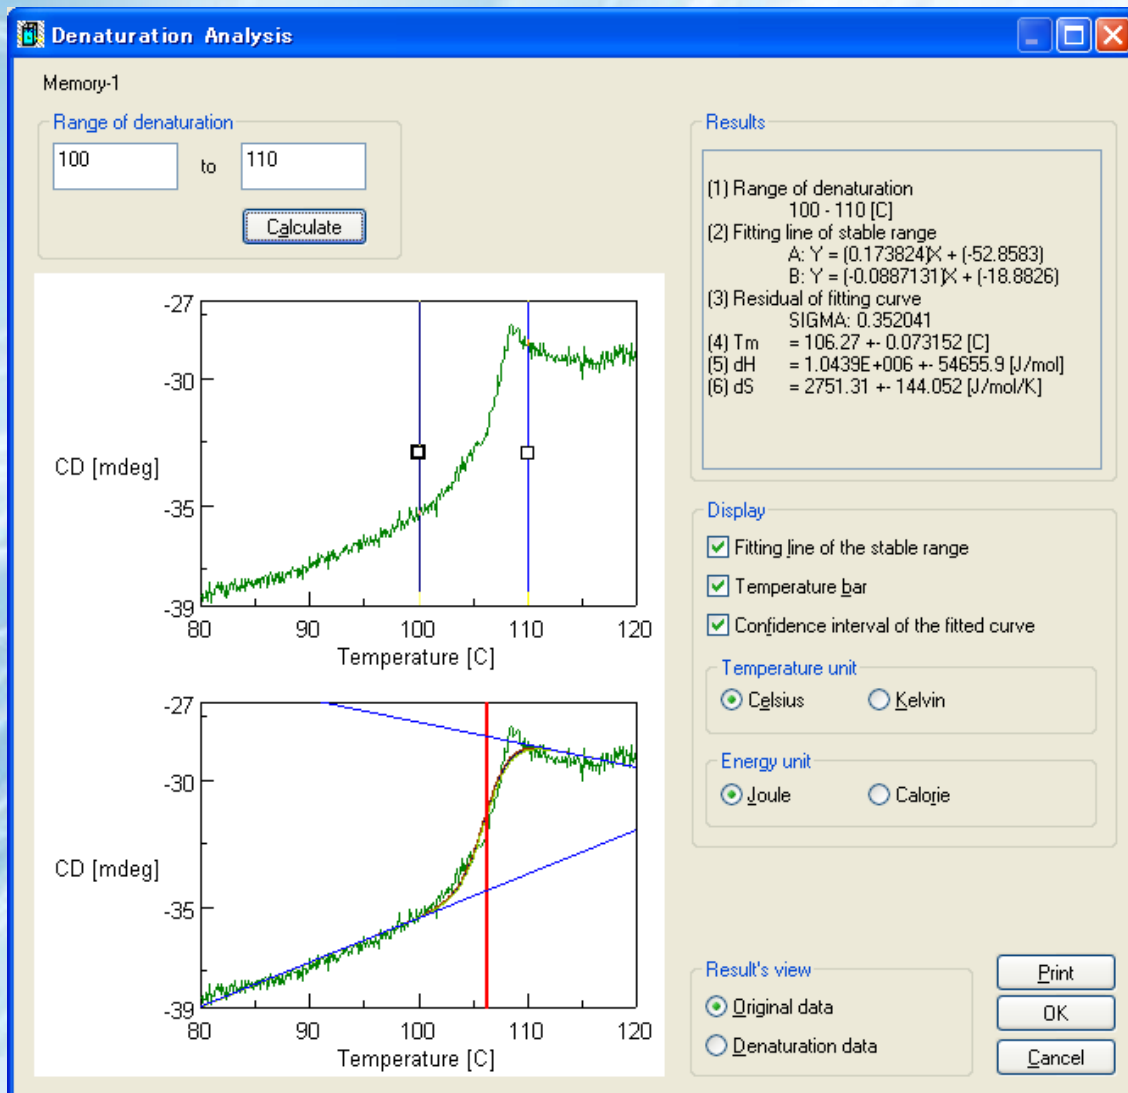 Denaturation Analysis
Memory-1
Range of denaturation
100 to 110
Calculate
-27
-30
CD [mdeg]
-35
-39
80 90 100 110 120
Temperature [C]
-27
-30
CD [mdeg]
-35
-39
80 90 100 110 120
Temperature [C]
Results
(1) Range of denaturation
100 - 110 [C]
(2) Fitting line of stable range
A: Y = (0.173824)X + (-52.8583)
B: Y = (-0.0887131)X + (-18.8826)
(3) Residual of fitting curve
SIGMA: 0.352041
(4) Tm = 106.27 +- 0.073152 [C]
(5) dH = 1.0439E+006 +- 54655.9 [J/mol]
(6) dS = 2751.31 +- 144.052 [J/mol/K]
Display
Fitting line of the stable range
Temperature bar
Confidence interval of the fitted curve
Temperature unit
Celsius Kelvin
Energy unit
Joule Calorie
Result's view
Original data
Denaturation data
Print
OK
Cancel